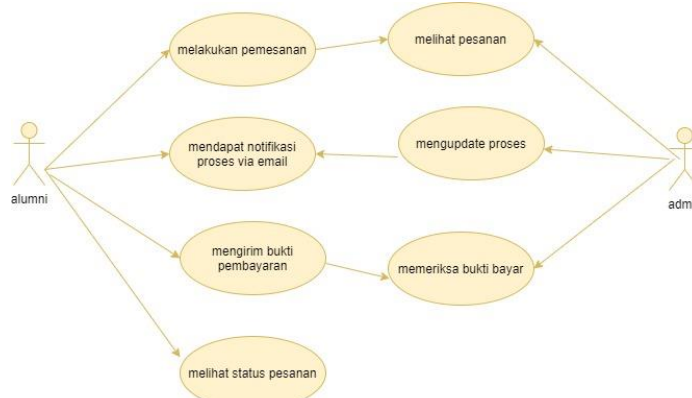 melakukan pemesanan
melihat pesanan
mendapat notifikasi
proses via email
mengupdate proses
alumni
adm
mengirim bukti
pembayaran
memeriksa bukti bayar
melihat status pesanan